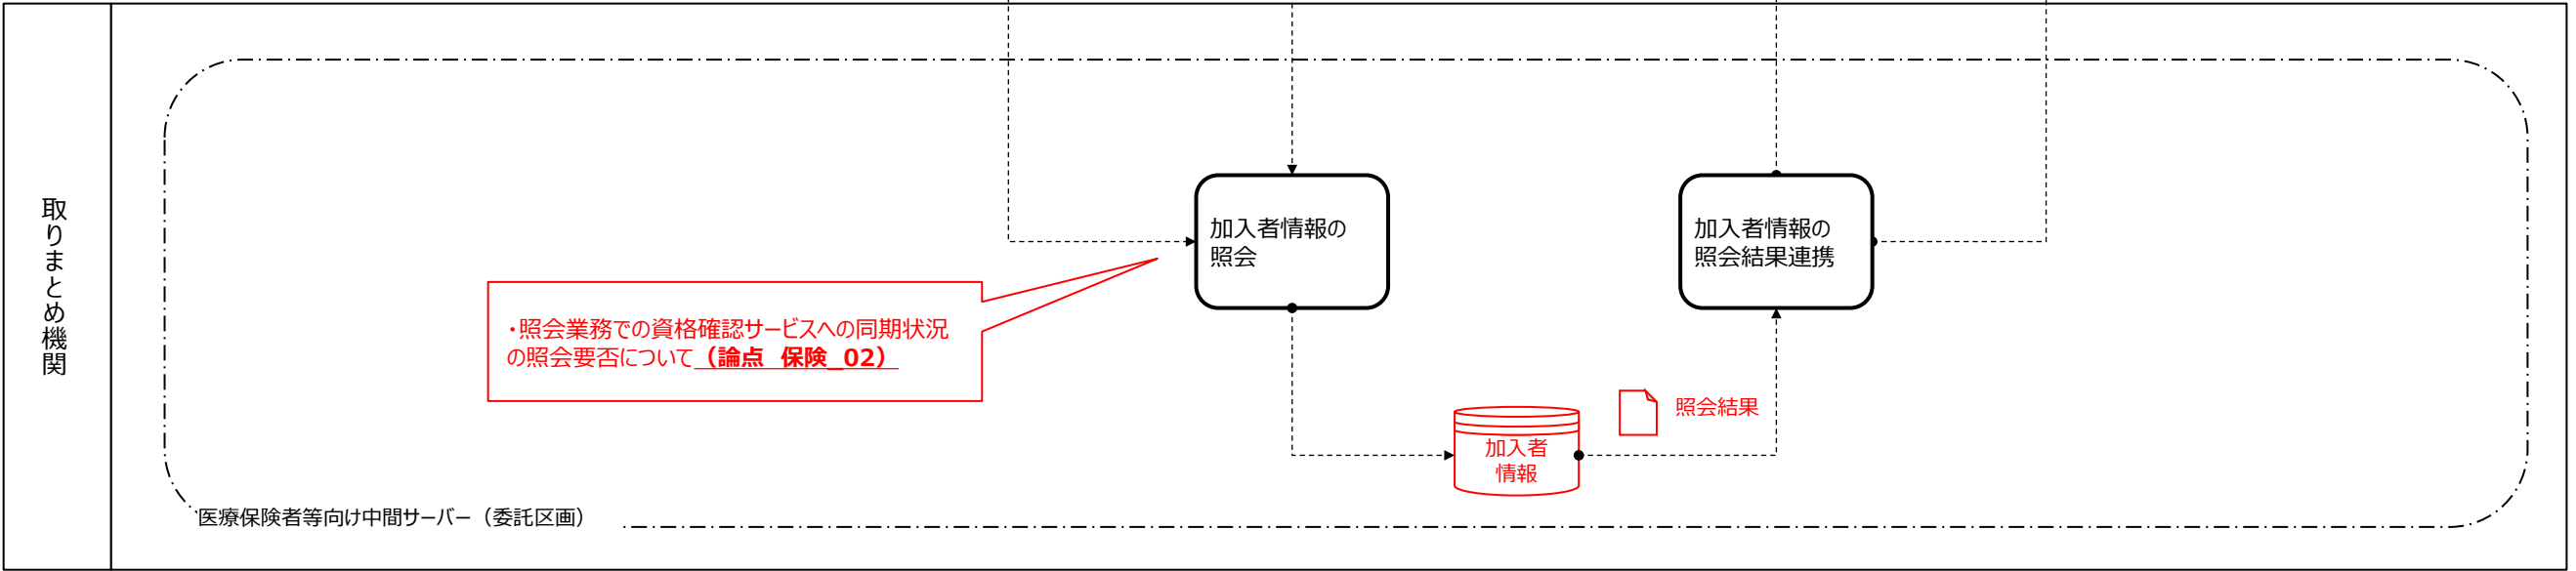 取りまとめ機関
加入者情報の
照会
加入者情報の
照会結果連携
・照会業務での資格確認サービスへの同期状況
の照会要否について（論点　保険_02）
照会結果
加入者
情報
医療保険者等向け中間サーバー（委託区画）